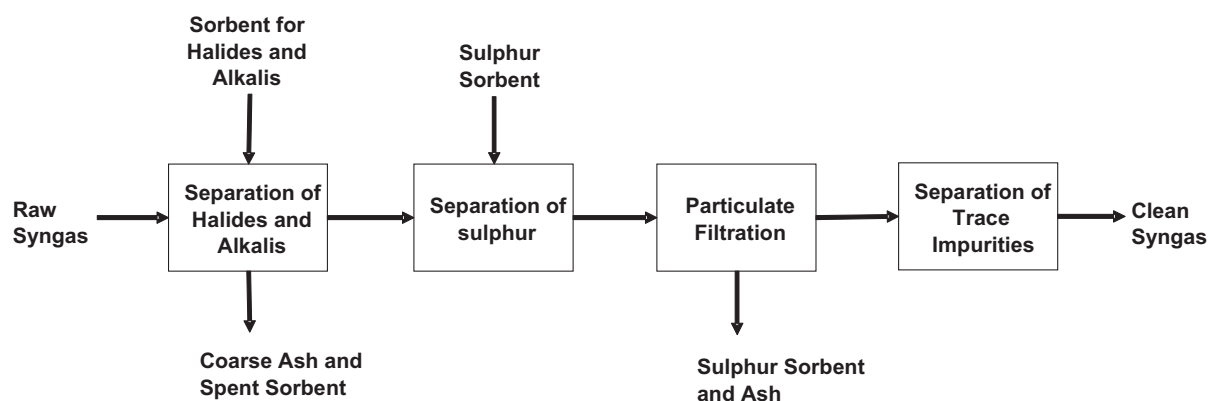 Sorbent for
Halides and
Alkalis
Sulphur
Sorbent
Raw
Syngas
Separation of
Halides and
Alkalis
Separation of
sulphur
Particulate
Filtration
Separation of
Trace
Impurities
Clean
Syngas
Coarse Ash and
Spent Sorbent
Sulphur Sorbent
and Ash